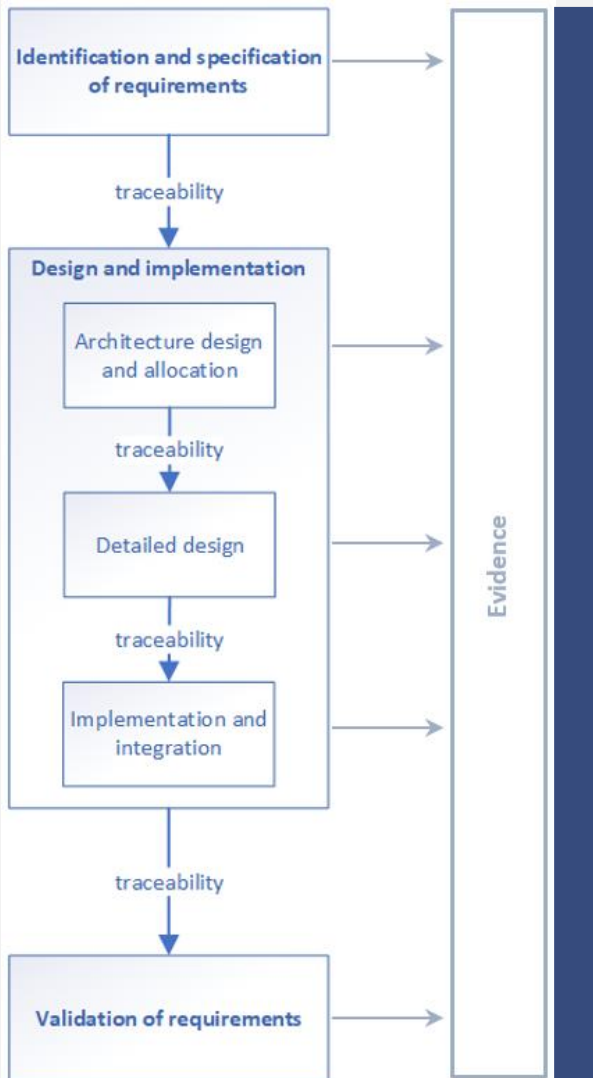 Identification and specification
of requirements
traceability
Design and implementation
Architecture design
and allocation
traceability
Detailed design
traceability
Implementation and
integration
traceability
Validation of requirements
Evidence